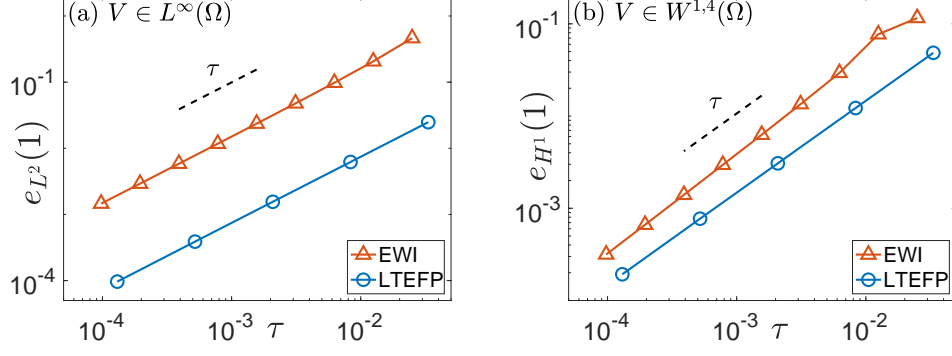 (a) V ∈ L^∞(Ω)
10^-1
τ
e_{L^2}(1)
10^-4
EWI
LTEFP
10^-4 10^-3 τ 10^-2
(b) V ∈ W^{1,4}(Ω)
10^-1
τ
e_{H^1}(1)
10^-3
EWI
LTEFP
10^-4 10^-3 τ 10^-2